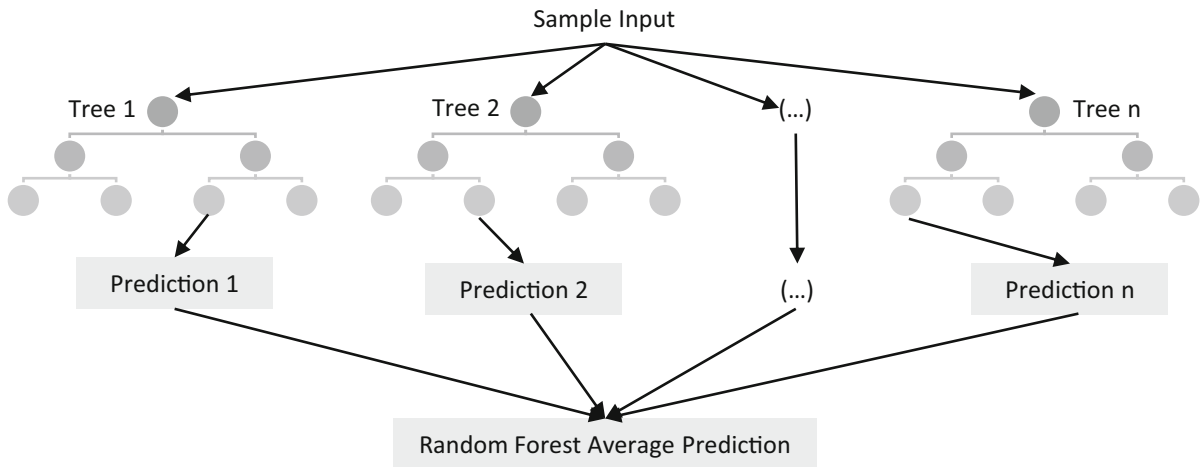 Sample Input
Tree 1
Tree 2
(...)
Tree n
Prediction 1
Prediction 2
(...)
Prediction n
Random Forest Average Prediction